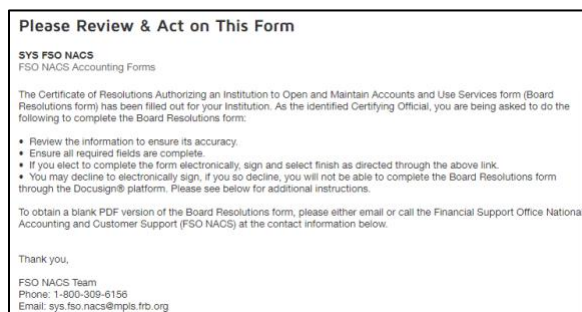 Please Review & Act on This Form
SYS FSO NACS
FSO NACS Accounting Forms
The Certificate of Resolutions Authorizing an Institution to Open and Maintain Accounts and Use Services form (Board
Resolutions form) has been filled out for your Institution. As the identified Certifying Official, you are being asked to do the
following to complete the Board Resolutions form:
• Review the information to ensure its accuracy.
• Ensure all required fields are complete.
• If you elect to complete the form electronically, sign and select finish as directed through the above link.
• You may decline to electronically sign, if you so decline, you will not be able to complete the Board Resolutions form
through the Docusign® platform. Please see below for additional instructions.
To obtain a blank PDF version of the Board Resolutions form, please either email or call the Financial Support Office National
Accounting and Customer Support (FSO NACS) at the contact information below.
Thank you,
FSO NACS Team
Phone: 1-800-309-6156
Email: sys.fso.nacs@mpls.frb.org